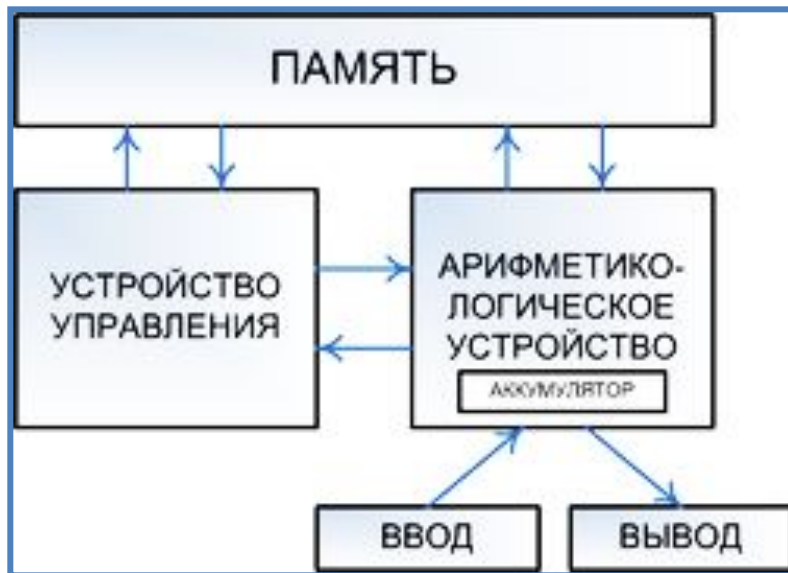 ПАМЯТЬ
УСТРОЙСТВО
УПРАВЛЕНИЯ
АРИФМЕТИКО-
ЛОГИЧЕСКОЕ
УСТРОЙСТВО
АККУМУЛЯТОР
ВВОД
ВЫВОД